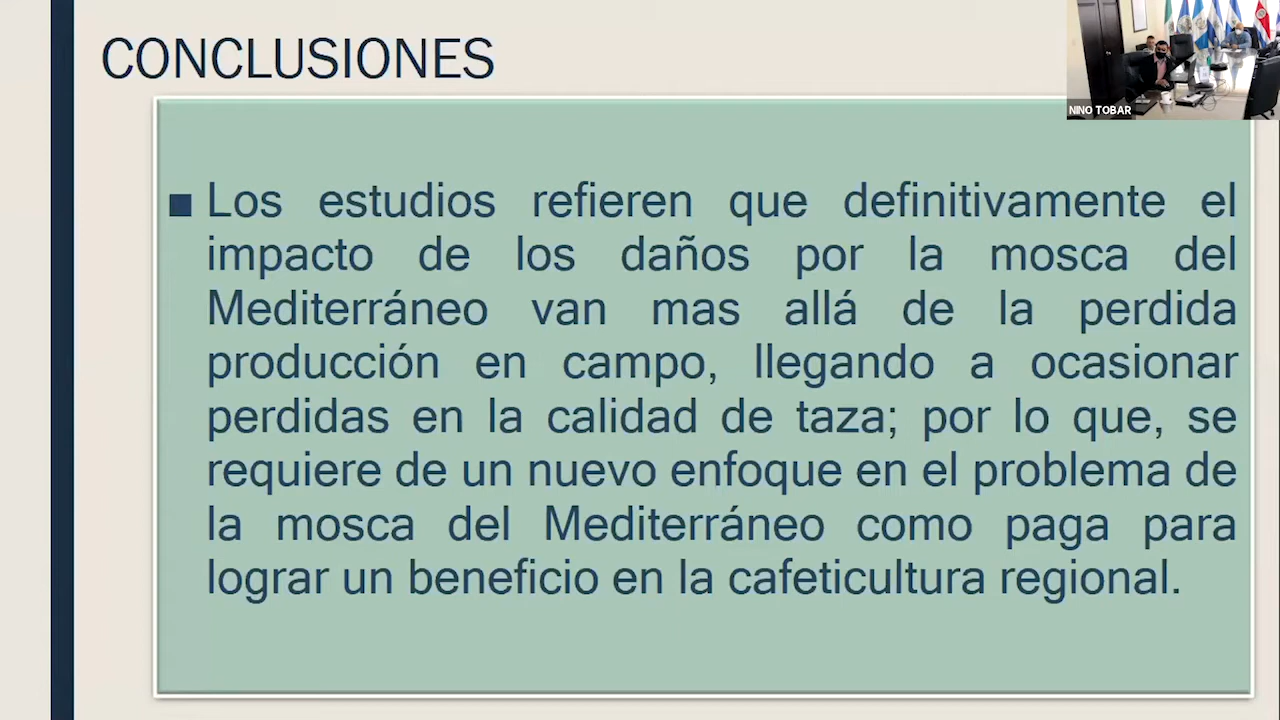 CONCLUSIONES
NINO TOBAR
■ Los estudios refieren que definitivamente el
impacto de los daños por la mosca del
Mediterráneo van mas allá de la perdida
producción en campo, llegando a ocasionar
perdidas en la calidad de taza; por lo que, se
requiere de un nuevo enfoque en el problema de
la mosca del Mediterráneo como paga para
lograr un beneficio en la cafeticultura regional.